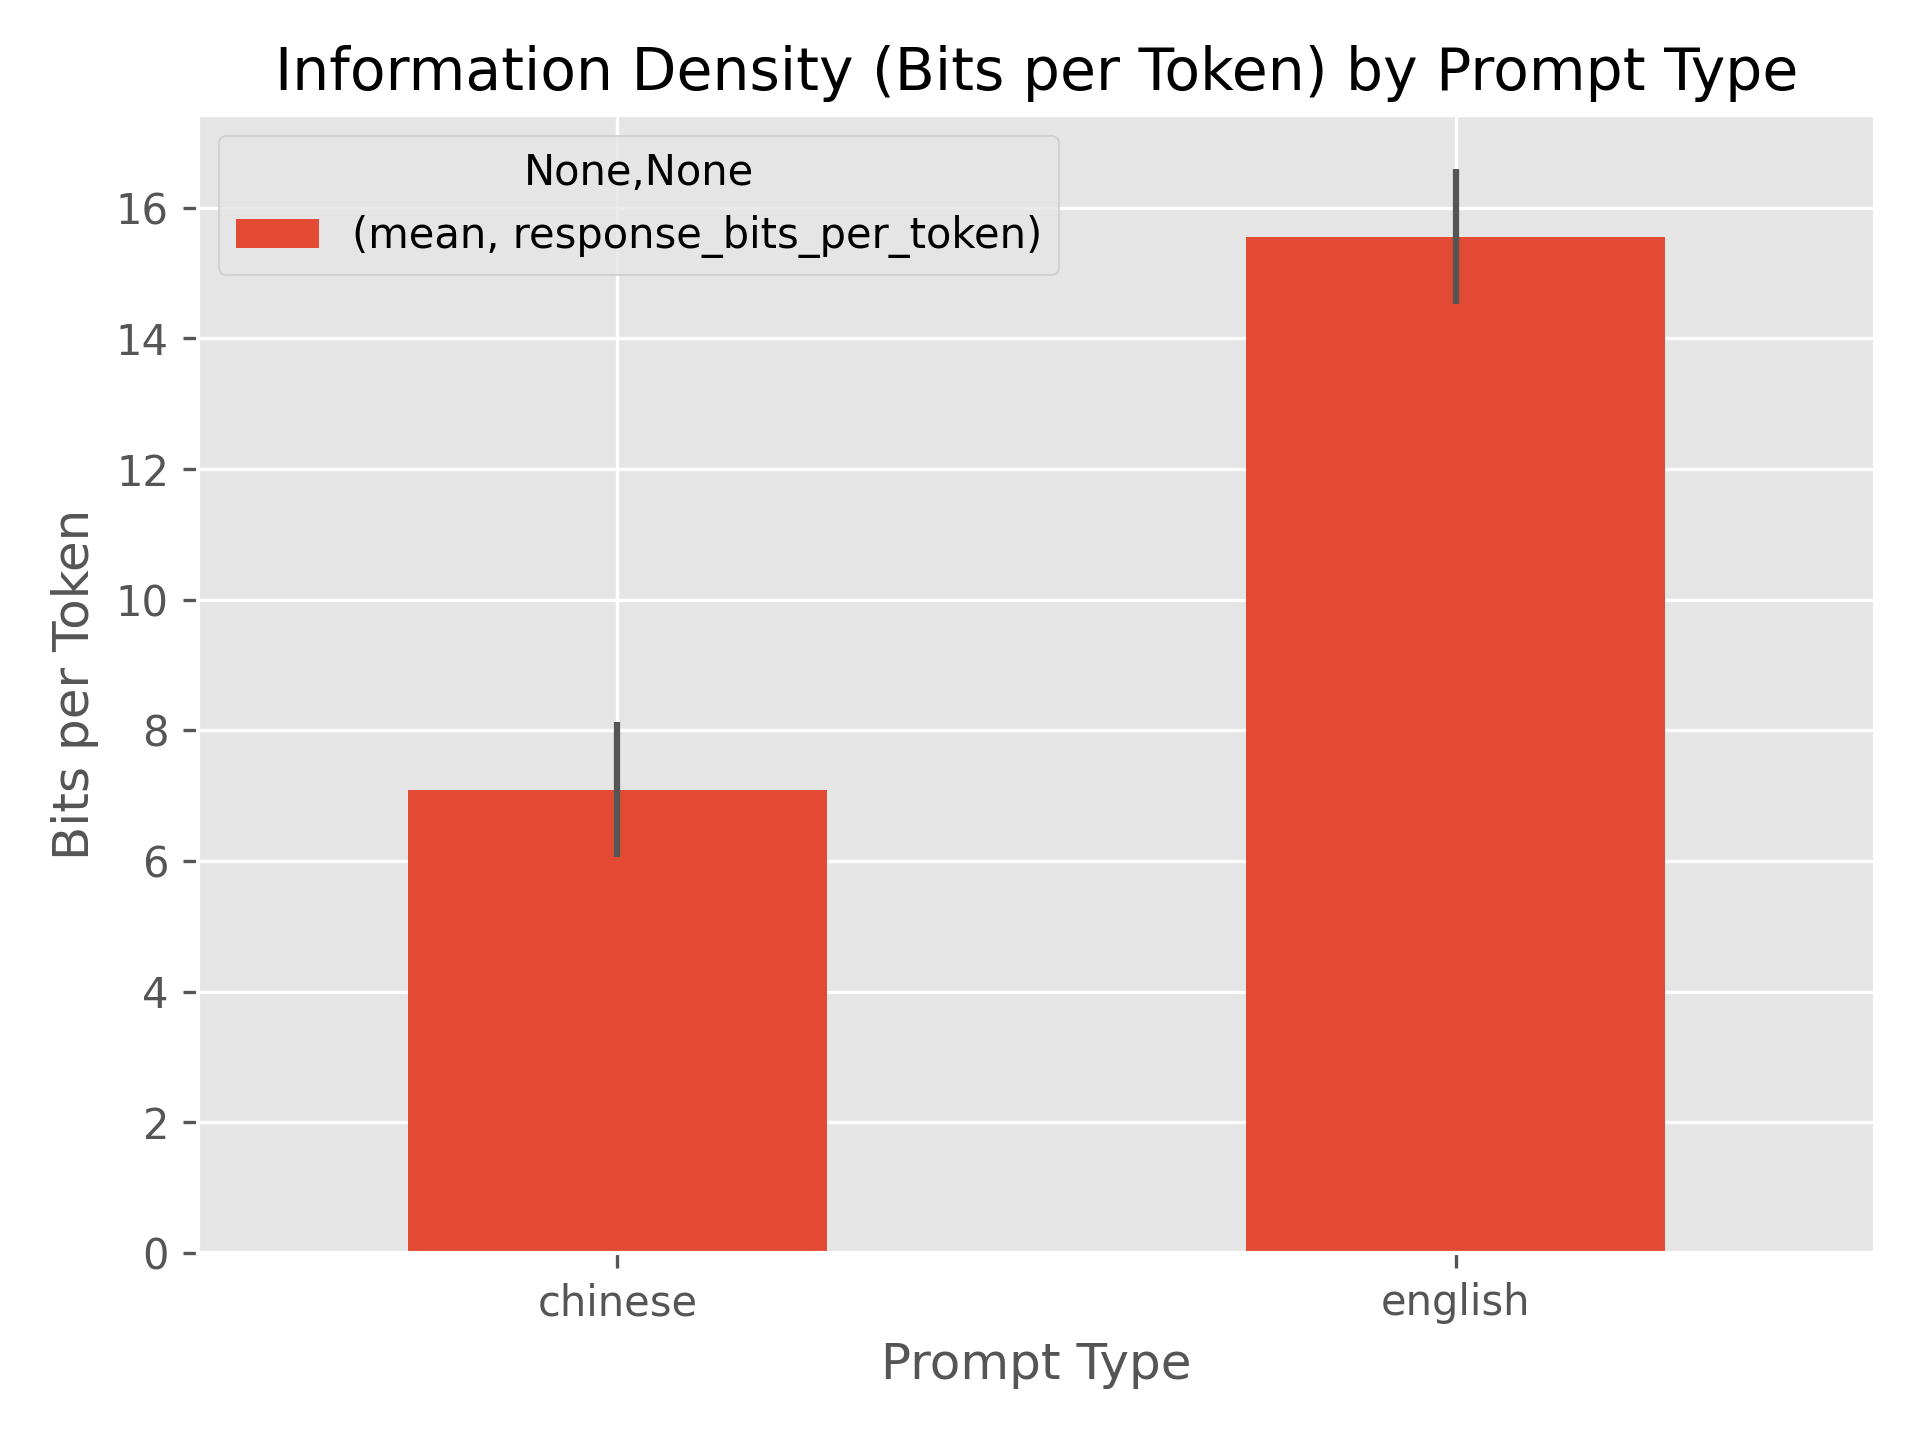 Information Density (Bits per Token) by Prompt Type
None,None
(mean, response_bits_per_token)
16
14
12
10
8
6
4
2
0
Bits per Token
chinese
english
Prompt Type